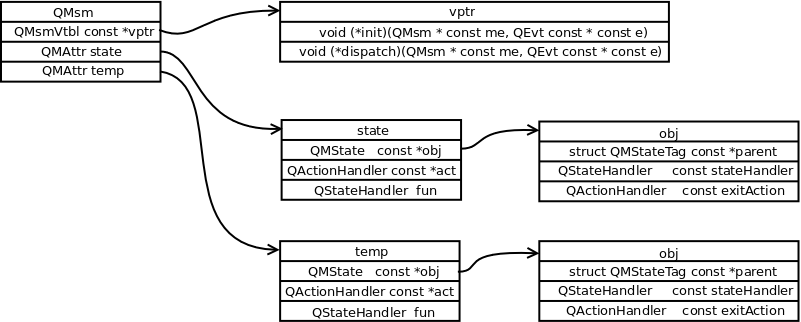 QMsm
QMsmVtbl const *vptr
QMAttr state
QMAttr temp
vptr
void (*init)(QMsm * const me, QEvt const * const e)
void (*dispatch)(QMsm * const me, QEvt const * const e)
state
QMState const *obj
QActionHandler const *act
QStateHandler fun
obj
struct QMStateTag const *parent
QStateHandler const stateHandler
QActionHandler const exitAction
temp
QMState const *obj
QActionHandler const *act
QStateHandler fun
obj
struct QMStateTag const *parent
QStateHandler const stateHandler
QActionHandler const exitAction